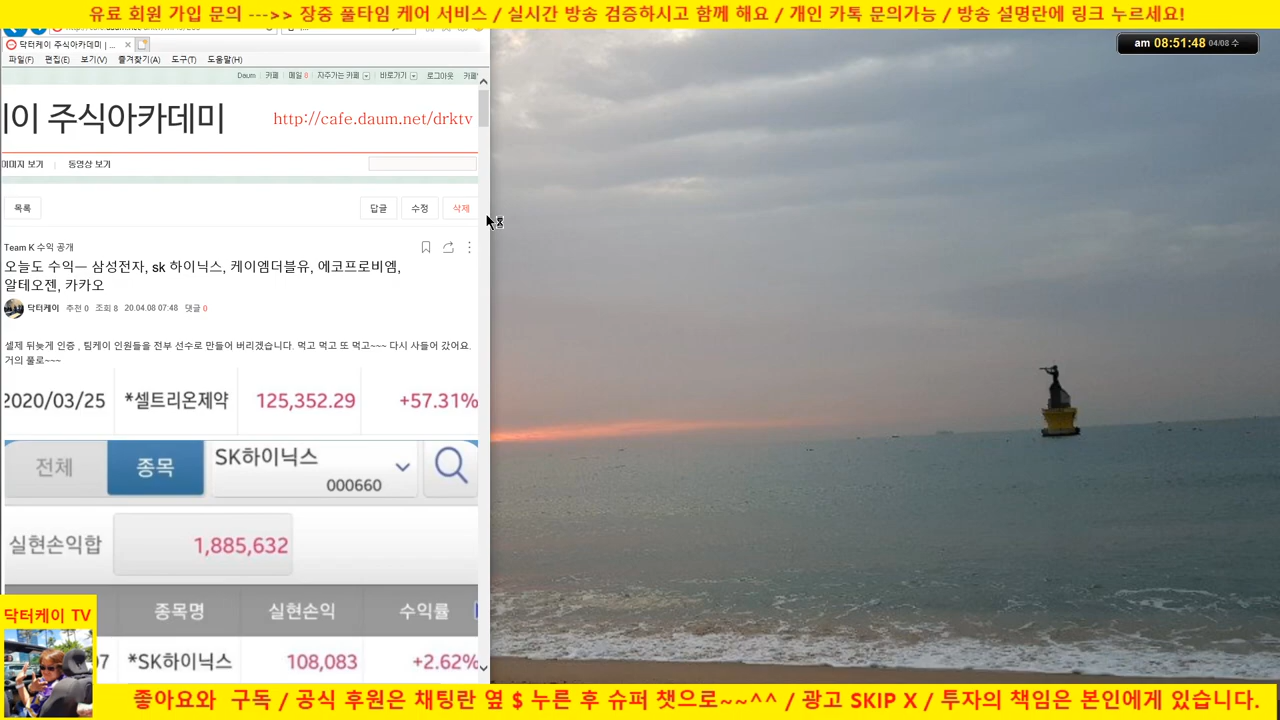 유료 회원 가입 문의 --->> 장중 풀타임 케어 서비스 / 실시간 방송 검증하시고 함께 해요 / 개인 카톡 문의가능 / 방송 설명란에 링크 누르세요!
am 08:51:48 04/08 수
닥터케이 주식아카데미 | ...
파일(F) 편집(E) 보기(V) 즐겨찾기(A) 도구(T) 도움말(H)
Daum 카페 메일 0 자주가는 카페 바로가기 로그아웃 카페
이 주식아카데미 http://cafe.daum.net/drktv
이미지 보기 동영상 보기
목록 답글 수정 삭제
Team K 수익 공개
오늘도 수익ㅡ 삼성전자, sk 하이닉스, 케이엠더블유, 에코프로비엠,
알테오젠, 카카오
닥터케이 추천 0 조회 8 20.04.08 07:48 댓글 0
셀제 뒤늦게 인증 , 팀케이 인원들을 전부 선수로 만들어 버리겠습니다. 먹고 먹고 또 먹고~~~ 다시 사들어 갔어요.
거의 풀로~~~
2020/03/25 *셀트리온제약 125,352.29 +57.31%
전체 종목 SK하이닉스
000660
실현손익합 1,885,632
종목명 실현손익 수익률
7 *SK하이닉스 108,083 +2.62%
닥터케이 TV
좋아요와 구독 / 공식 후원은 채팅란 옆 $ 누른 후 슈퍼 챗으로~~^^ / 광고 SKIP X / 투자의 책임은 본인에게 있습니다.